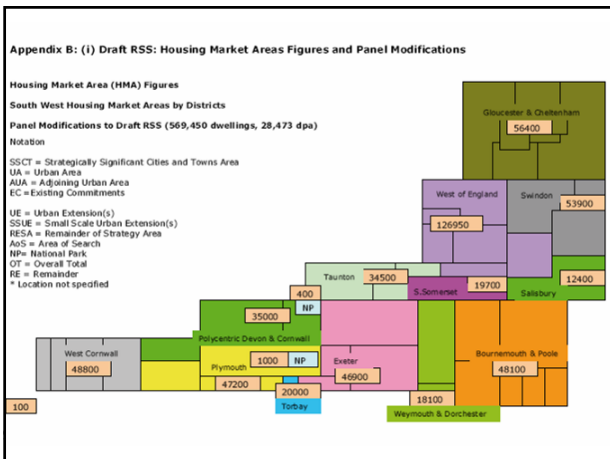 Appendix B: (i) Draft RSS: Housing Market Areas Figures and Panel Modifications
Housing Market Area (HMA) Figures
South West Housing Market Areas by Districts
Panel Modifications to Draft RSS (569,450 dwellings, 28,473 dpa)
Notation
SSCT = Strategically Significant Cities and Towns Area
UA = Urban Area
AUA = Adjoining Urban Area
EC =Existing Commitments
UE = Urban Extension(s)
SSUE = Small Scale Urban Extension(s)
RESA = Remainder of Strategy Area
AoS = Area of Search
NP= National Park
OT = Overall Total
RE = Remainder
* Location not specified
Gloucester & Cheltenham
56400
West of England
126950
Swindon
53900
Taunton
34500
S.Somerset
19700
12400
Salisbury
400
NP
35000
Polycentric Devon & Cornwall
West Cornwall
48800
1000
NP
Plymouth
47200
Exeter
46900
20000
Torbay
Bournemouth & Poole
48100
18100
Weymouth & Dorchester
100